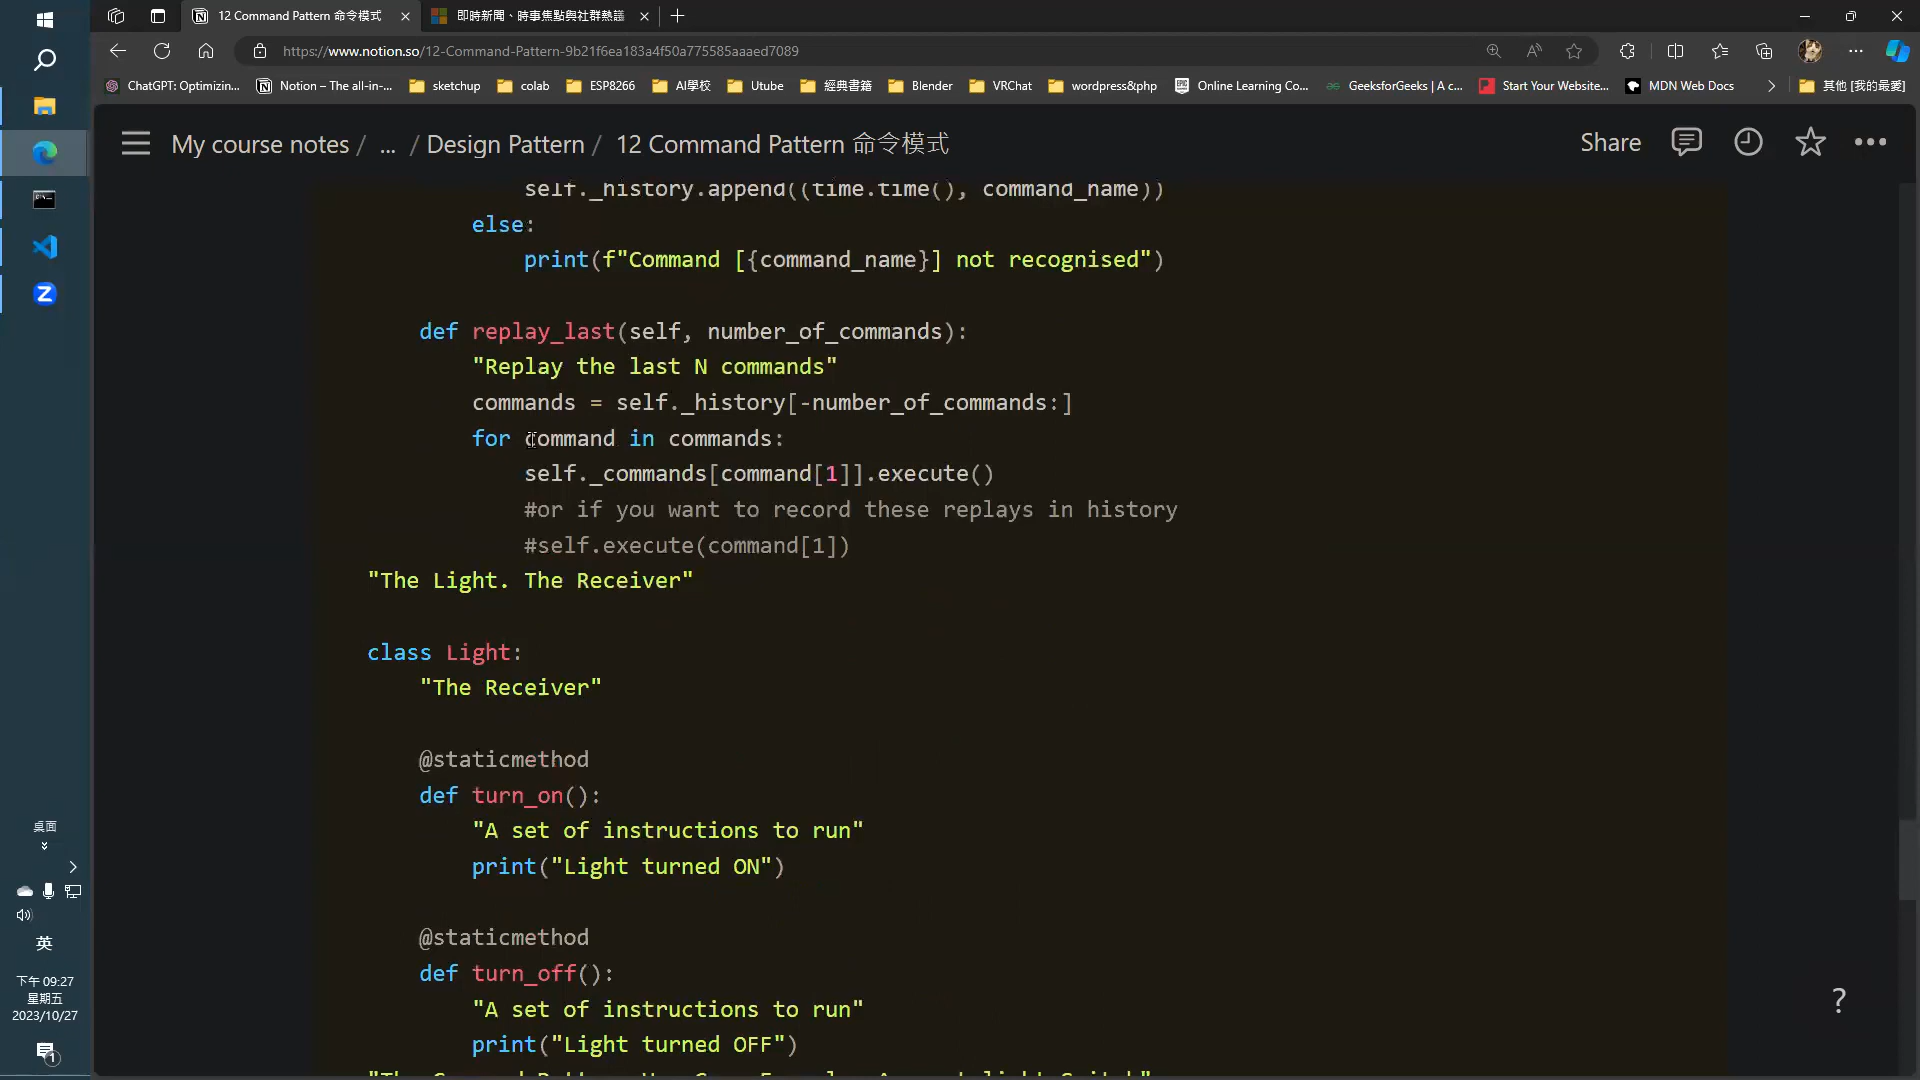 12 Command Pattern 命令模式
即時新聞、時事焦點與社群熱議
https://www.notion.so/12-Command-Pattern-9b21f6ea183a4f50a775585aaaed7089
ChatGPT: Optimizin...
Notion – The all-in-...
sketchup
colab
ESP8266
AI學校
Utube
經典書籍
Blender
VRChat
wordpress&php
Online Learning Co...
GeeksforGeeks | A c...
Start Your Website...
MDN Web Docs
其他 [我的最愛]
My course notes / ... / Design Pattern / 12 Command Pattern 命令模式
Share
self._history.append((time.time(), command_name))
else:
print(f"Command [{command_name}] not recognised")
def replay_last(self, number_of_commands):
"Replay the last N commands"
commands = self._history[-number_of_commands:]
for command in commands:
self._commands[command[1]].execute()
#or if you want to record these replays in history
#self.execute(command[1])
"The Light. The Receiver"
class Light:
"The Receiver"
@staticmethod
def turn_on():
"A set of instructions to run"
print("Light turned ON")
@staticmethod
def turn_off():
"A set of instructions to run"
print("Light turned OFF")
桌面
英
下午 09:27
星期五
2023/10/27
1
?